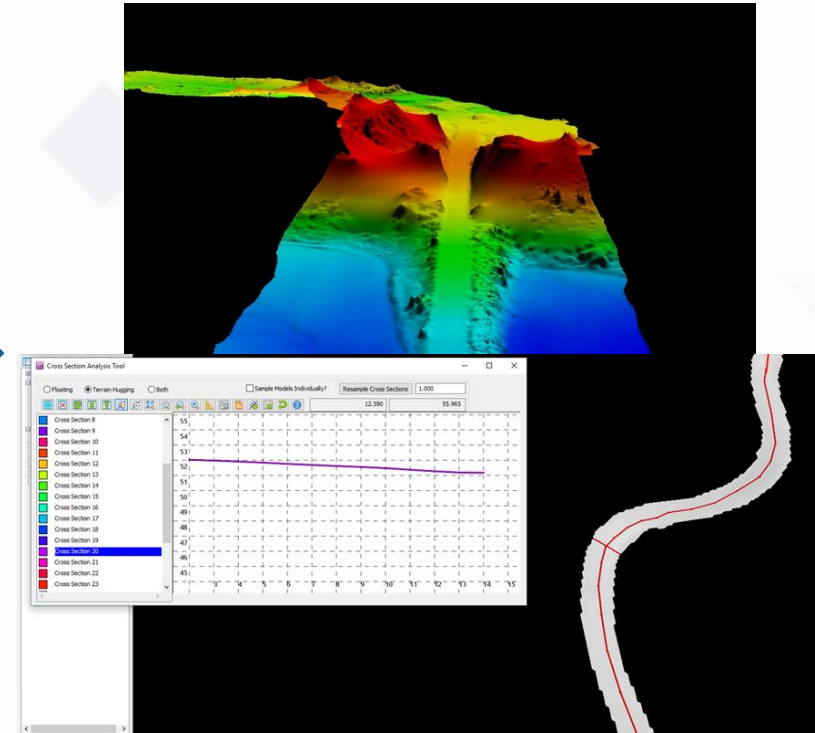 Cross Section Analysis Tool
Floating Terrain Hugging Both Sample Models Individually? Resample Cross Sections 1.000
12.590 55.965
Cross Section 8
Cross Section 9
Cross Section 10
Cross Section 11
Cross Section 12
Cross Section 13
Cross Section 14
Cross Section 15
Cross Section 16
Cross Section 17
Cross Section 18
Cross Section 19
Cross Section 20
Cross Section 21
Cross Section 22
Cross Section 23
55
54
53
52
51
50
49
48
47
46
45
3 4 5 6 7 8 9 10 11 12 13 14 15